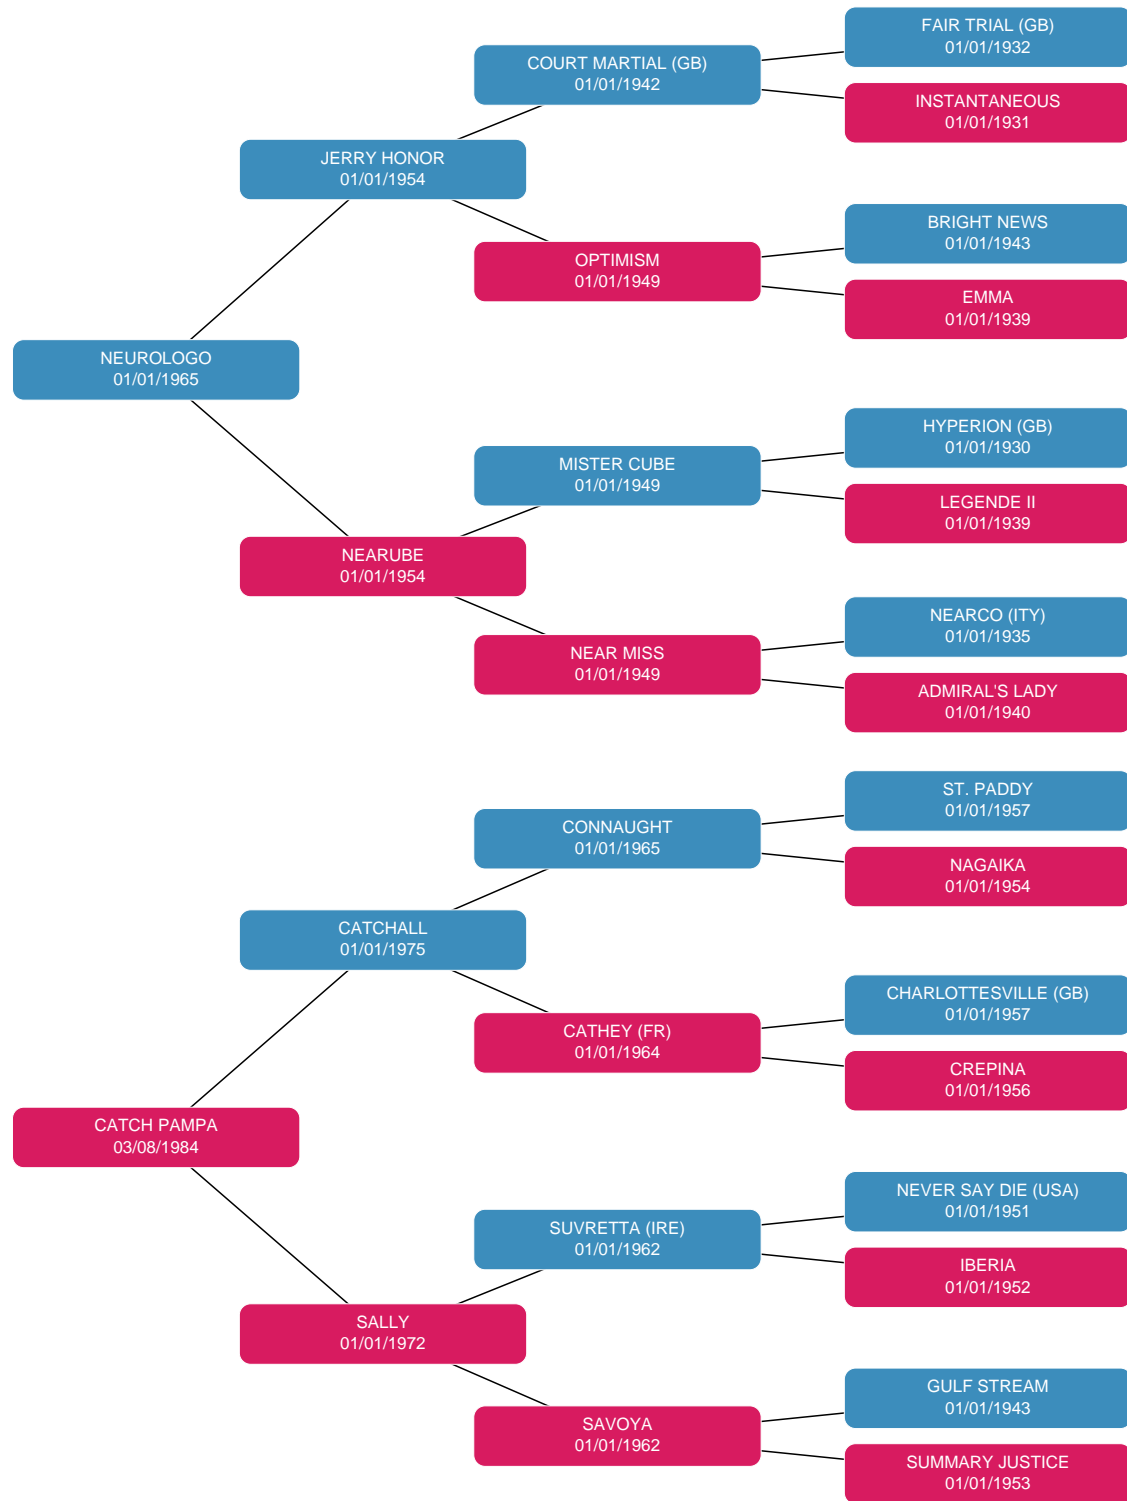 FAIR TRIAL (GB)
01/01/1932
COURT MARTIAL (GB)
01/01/1942
INSTANTANEOUS
01/01/1931
JERRY HONOR
01/01/1954
BRIGHT NEWS
01/01/1943
OPTIMISM
01/01/1949
EMMA
01/01/1939
NEUROLOGO
01/01/1965
HYPERION (GB)
01/01/1930
MISTER CUBE
01/01/1949
LEGENDE II
01/01/1939
NEARUBE
01/01/1954
NEARCO (ITY)
01/01/1935
NEAR MISS
01/01/1949
ADMIRAL'S LADY
01/01/1940
ST. PADDY
01/01/1957
CONNAUGHT
01/01/1965
NAGAIKA
01/01/1954
CATCHALL
01/01/1975
CHARLOTTESVILLE (GB)
01/01/1957
CATHEY (FR)
01/01/1964
CREPINA
01/01/1956
CATCH PAMPA
03/08/1984
NEVER SAY DIE (USA)
01/01/1951
SUVRETTA (IRE)
01/01/1962
IBERIA
01/01/1952
SALLY
01/01/1972
GULF STREAM
01/01/1943
SAVOYA
01/01/1962
SUMMARY JUSTICE
01/01/1953